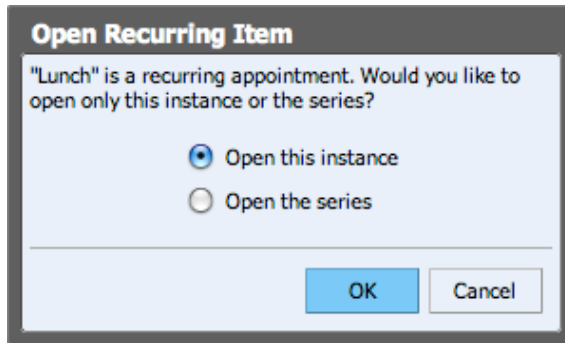 Open Recurring Item
"Lunch" is a recurring appointment. Would you like to
open only this instance or the series?
Open this instance
Open the series
OK Cancel